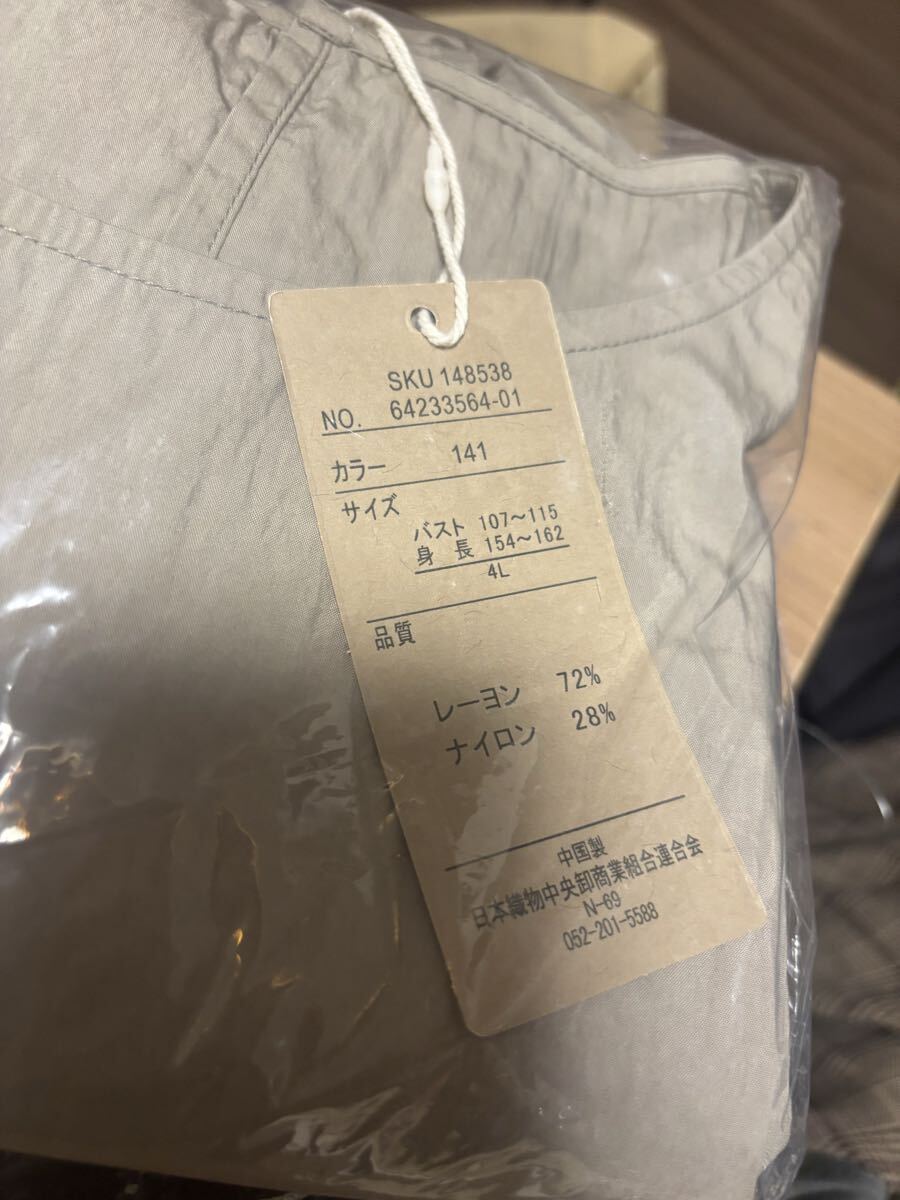 SKU 148538
NO. 64233564-01
カラー 141
サイズ
バスト 107～115
身 長 154～162
4L
品質
レーヨン 72%
ナイロン 28%
中国製
日本織物中央卸商業組合連合会
N-69
052-201-5588